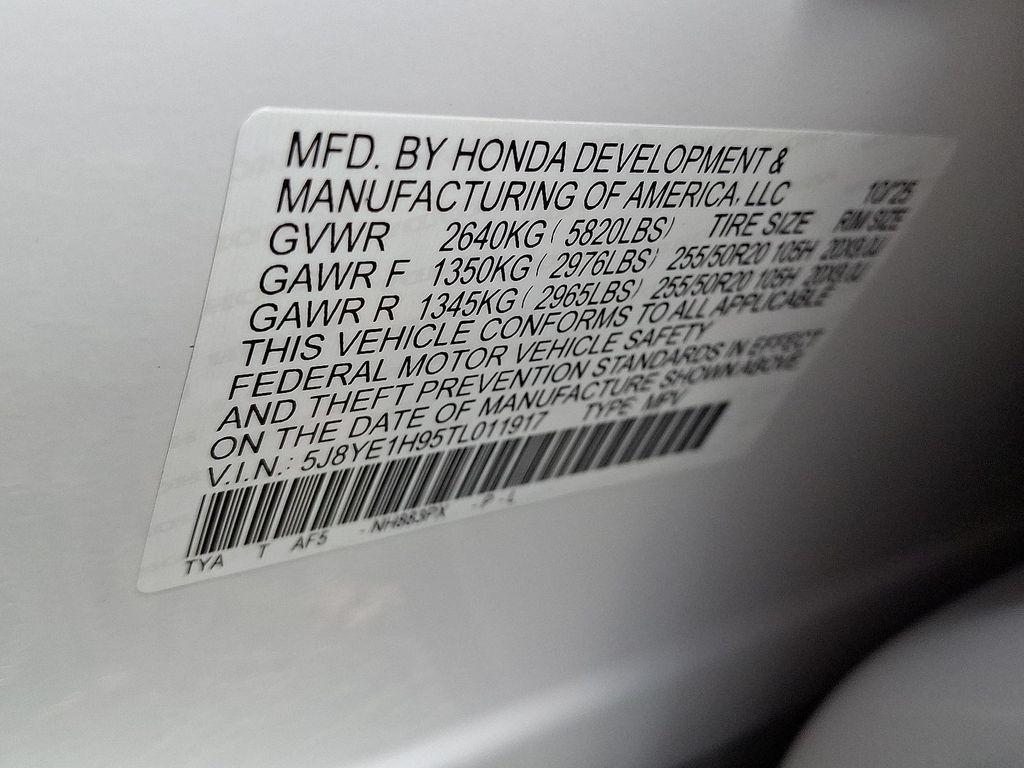 MFD. BY HONDA DEVELOPMENT &
MANUFACTURING OF AMERICA, LLC 10/25
GVWR 2640KG ( 5820LBS) TIRE SIZE RIM SIZE
GAWR F 1350KG ( 2976LBS) 255/50R20 105H 20X9.0J
GAWR R 1345KG ( 2965LBS) 255/50R20 105H 20X9.0J
THIS VEHICLE CONFORMS TO ALL APPLICABLE
FEDERAL MOTOR VEHICLE SAFETY
AND THEFT PREVENTION STANDARDS IN EFFECT
ON THE DATE OF MANUFACTURE SHOWN ABOVE
V.I.N.: 5J8YE1H95TL011917 TYPE: MPV
TYA T AF5 -NH883PX -P-L